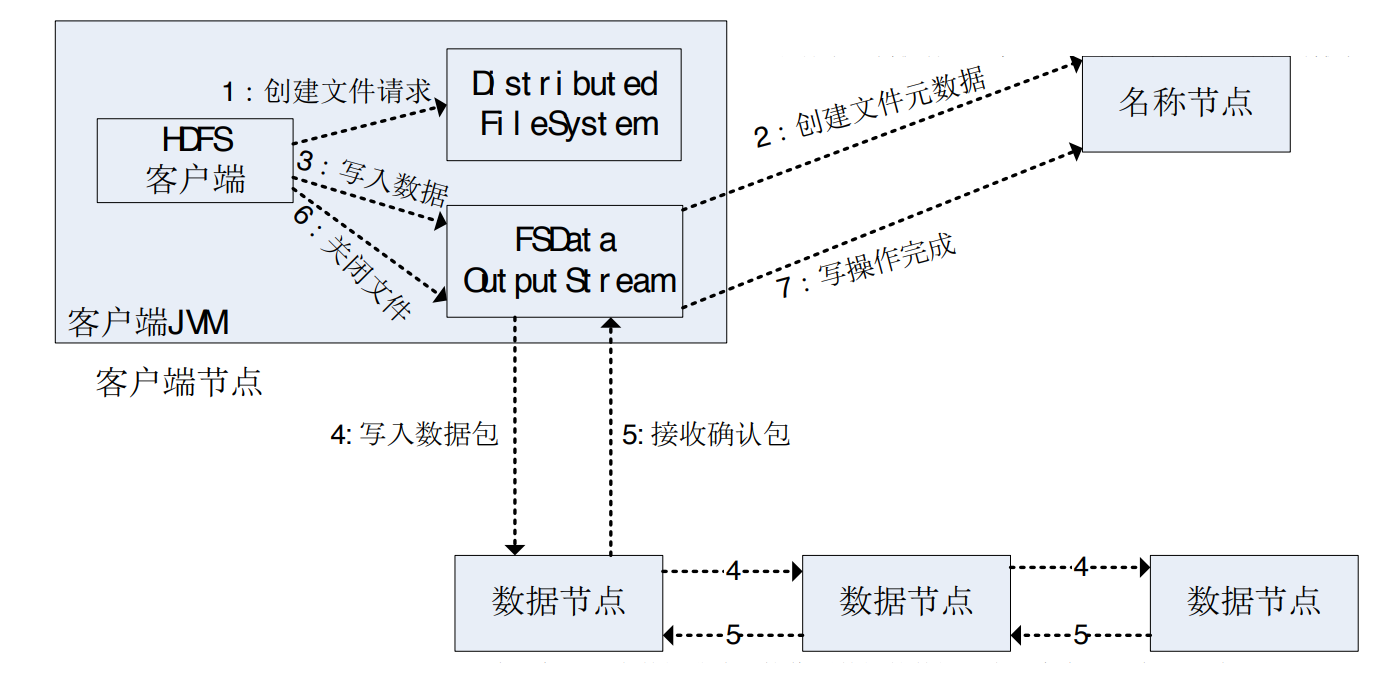 1：创建文件请求
Distributed
FileSystem
HDFS
客户端
3：写入数据
6：关闭文件
FSData
OutputStream
客户端JVM
客户端节点
2：创建文件元数据
名称节点
7：写操作完成
4: 写入数据包
5: 接收确认包
数据节点
4
5
数据节点
4
5
数据节点